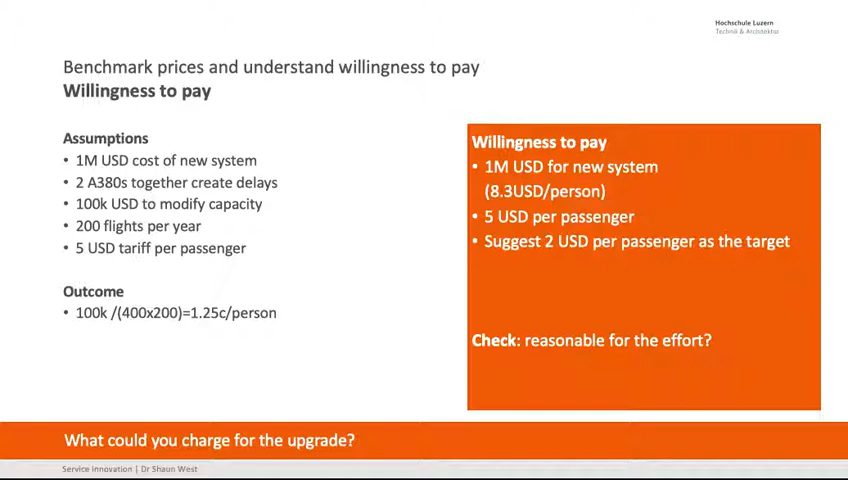 Hochschule Luzern
Technik & Architektur
Benchmark prices and understand willingness to pay
Willingness to pay
Assumptions
• 1M USD cost of new system
• 2 A380s together create delays
• 100k USD to modify capacity
• 200 flights per year
• 5 USD tariff per passenger
Outcome
• 100k /(400x200)=1.25c/person
Willingness to pay
• 1M USD for new system
(8.3USD/person)
• 5 USD per passenger
• Suggest 2 USD per passenger as the target
Check: reasonable for the effort?
What could you charge for the upgrade?
Service Innovation | Dr Shaun West